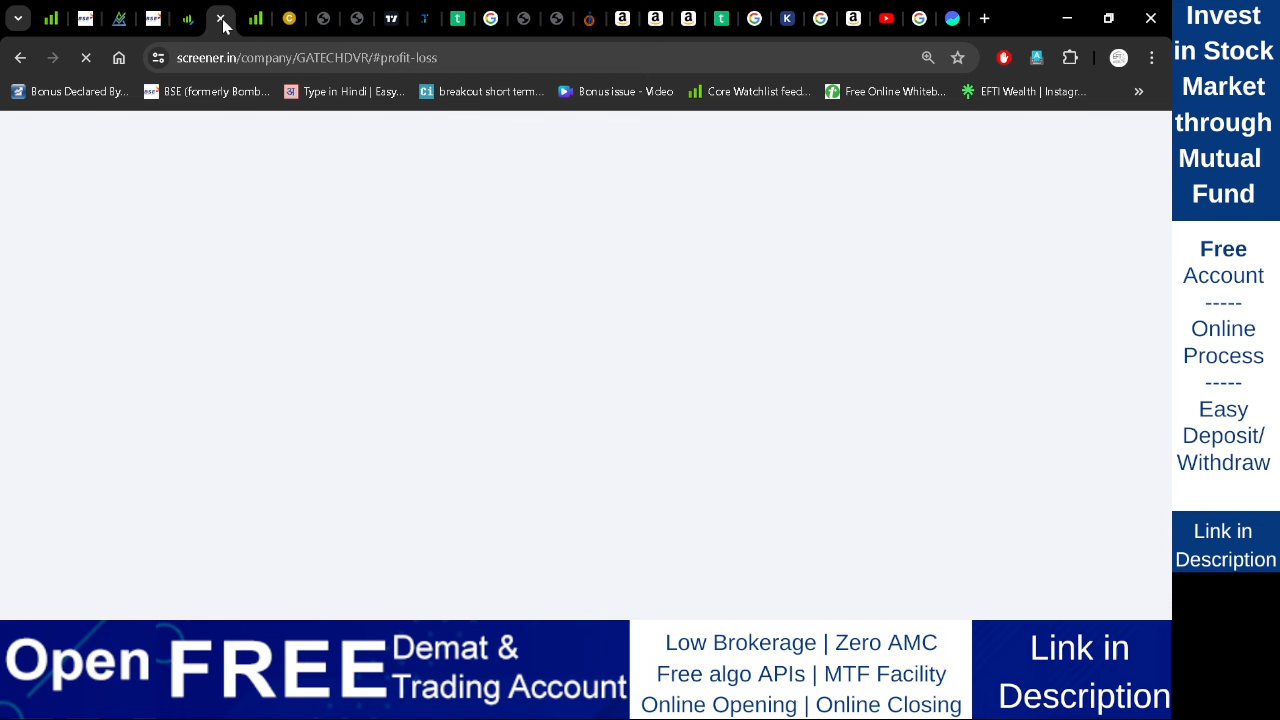 screener.in/company/GATECHDVR/#profit-loss
Bonus Declared By...
BSE (formerly Bomb...
Type in Hindi | Easy...
breakout short term...
Bonus issue - Video
Core Watchlist feed...
Free Online Whiteb...
EFTI Wealth | Instagr...
Invest
in Stock
Market
through
Mutual
Fund
Free
Account
-----
Online
Process
-----
Easy
Deposit/
Withdraw
Link in
Description
Open FREE
Demat &
Trading Account
Low Brokerage | Zero AMC
Free algo APIs | MTF Facility
Online Opening | Online Closing
Link in
Description